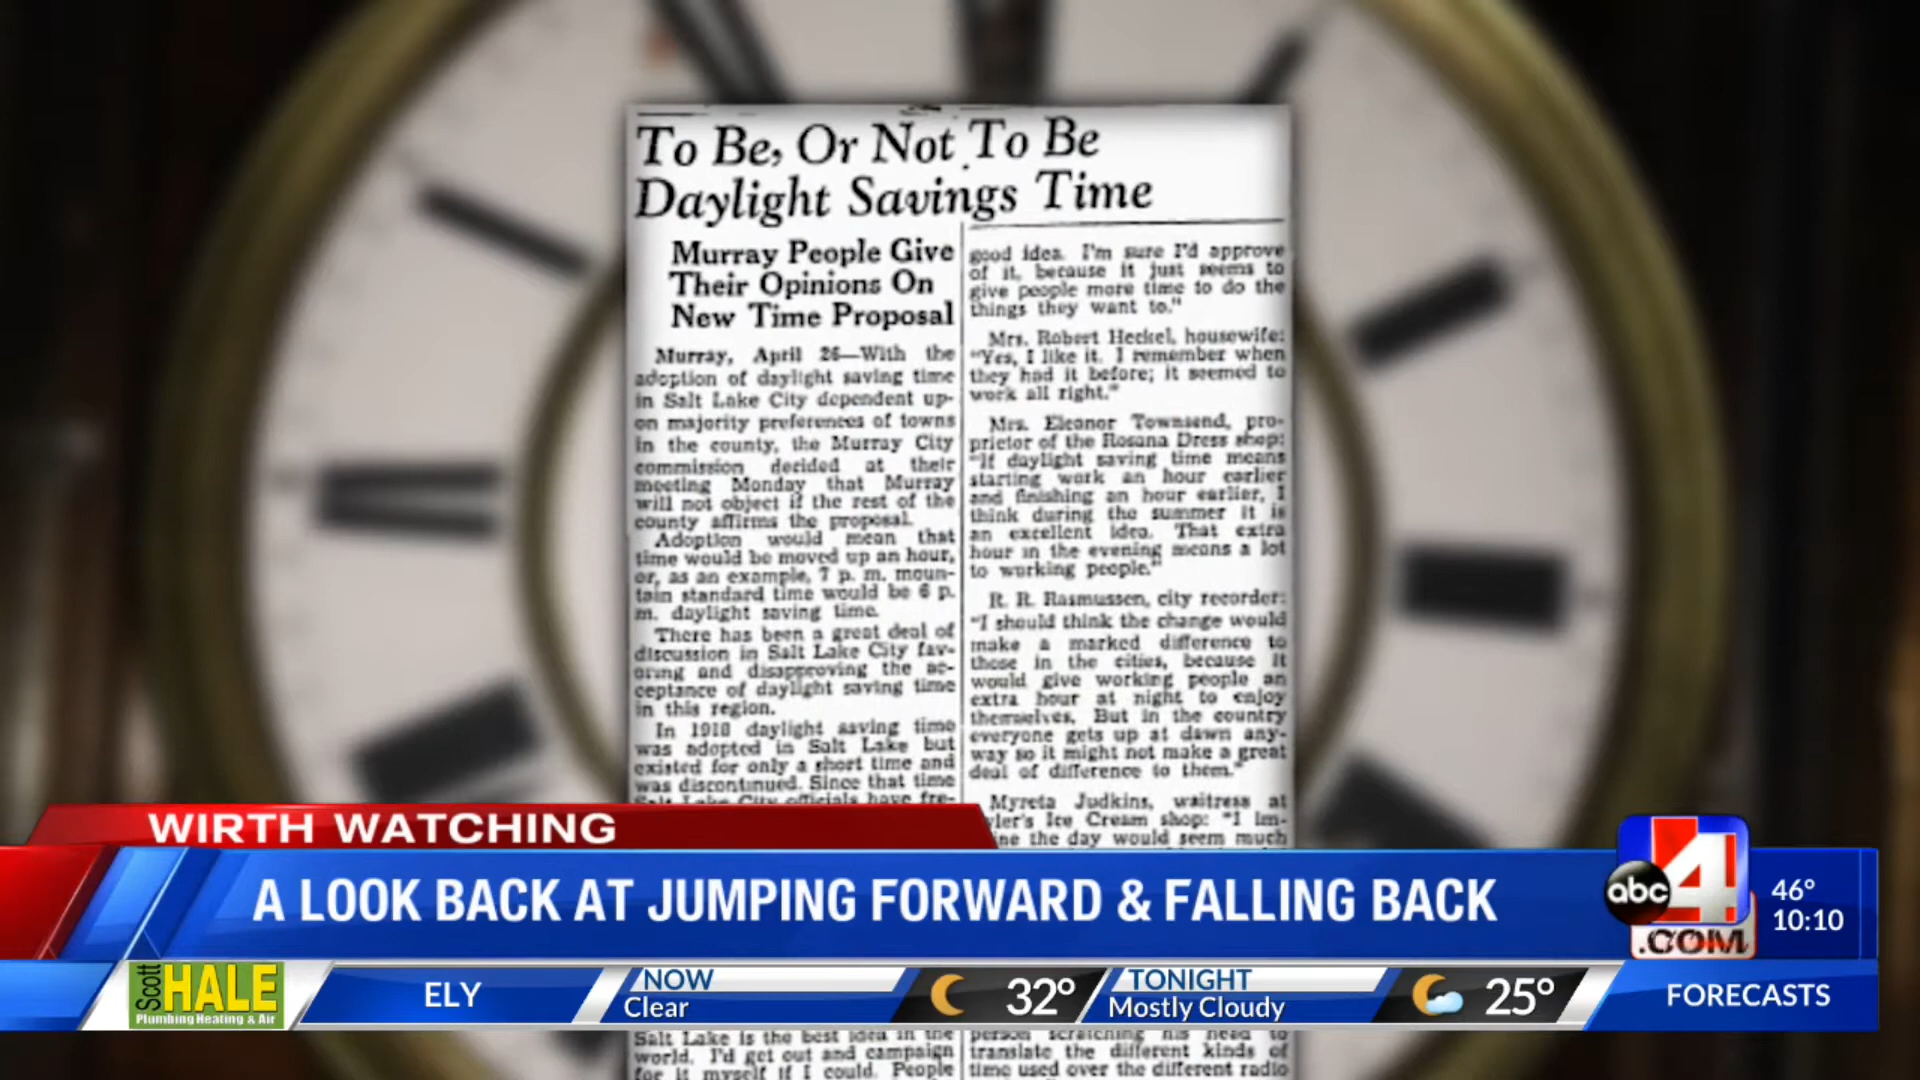 To Be, Or Not To Be
Daylight Savings Time
Murray People Give
Their Opinions On
New Time Proposal
Murray, April 26—With the
adoption of daylight saving time
in Salt Lake City dependent up-
on majority preferences of towns
in the county, the Murray City
commission decided at their
meeting Monday that Murray
will not object if the rest of the
county affirms the proposal.
Adoption would mean that
time would be moved up an hour,
or, as an example, 7 p. m. moun-
tain standard time would be 6 p.
m. daylight saving time.
There has been a great deal of
discussion in Salt Lake City fav-
oring and disapproving the ac-
ceptance of daylight saving time
in this region.
In 1918 daylight saving time
was adopted in Salt Lake but
existed for only a short time and
was discontinued. Since that time
Salt Lake City officials have fre-
Salt Lake is the best idea in the
world. I'd get out and campaign
for it myself if I could. People
good idea. I'm sure I'd approve
of it, because it just seems to
give people more time to do the
things they want to."
Mrs. Robert Heckel, housewife:
"Yes, I like it. I remember when
they had it before; it seemed to
work all right."
Mrs. Eleanor Townsend, pro-
prietor of the Rosana Dress shop:
"If daylight saving time means
starting work an hour earlier
and finishing an hour earlier, I
think during the summer it is
an excellent idea. That extra
hour in the evening means a lot
to working people."
R. R. Rasmussen, city recorder:
"I should think the change would
make a marked difference to
those in the cities, because it
would give working people an
extra hour at night to enjoy
themselves. But in the country
everyone gets up at dawn any-
way so it might not make a great
deal of difference to them."
Myreta Judkins, waitress at
ler's Ice Cream shop: "I im-
ne the day would seem much
person scratching his head to
translate the different kinds of
time used over the different radio
WIRTH WATCHING
A LOOK BACK AT JUMPING FORWARD & FALLING BACK
abc 4
.COM
46°
10:10
Scott HALE
Plumbing Heating & Air
ELY
NOW
Clear
32°
TONIGHT
Mostly Cloudy
25°
FORECASTS